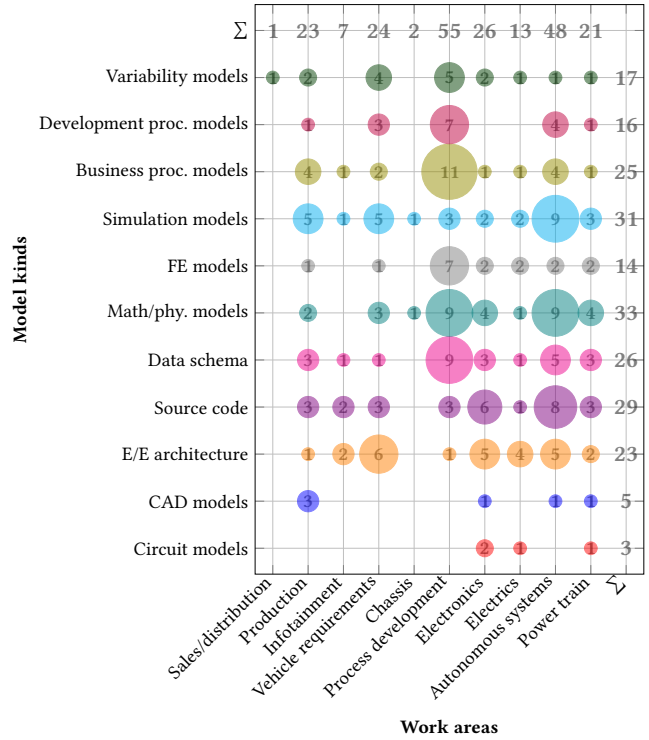 Σ 1 23 7 24 2 55 26 13 48 21
Variability models 1 2 4 5 2 1 1 1 17
Development proc. models 1 3 7 4 1 16
Business proc. models 4 1 2 11 1 1 4 1 25
Simulation models 5 1 5 1 3 2 2 9 3 31
FE models 1 1 7 2 2 2 2 14
Math/phy. models 2 3 1 9 4 1 9 4 33
Data schema 3 1 1 9 3 1 5 3 26
Source code 3 2 3 3 6 1 8 3 29
E/E architecture 1 2 6 1 5 4 5 2 23
CAD models 3 1 1 1 5
Circuit models 2 1 1 3
Model kinds
Sales/distribution
Production
Infotainment
Vehicle requirements
Chassis
Process development
Electronics
Electrics
Autonomous systems
Power train
Σ
Work areas